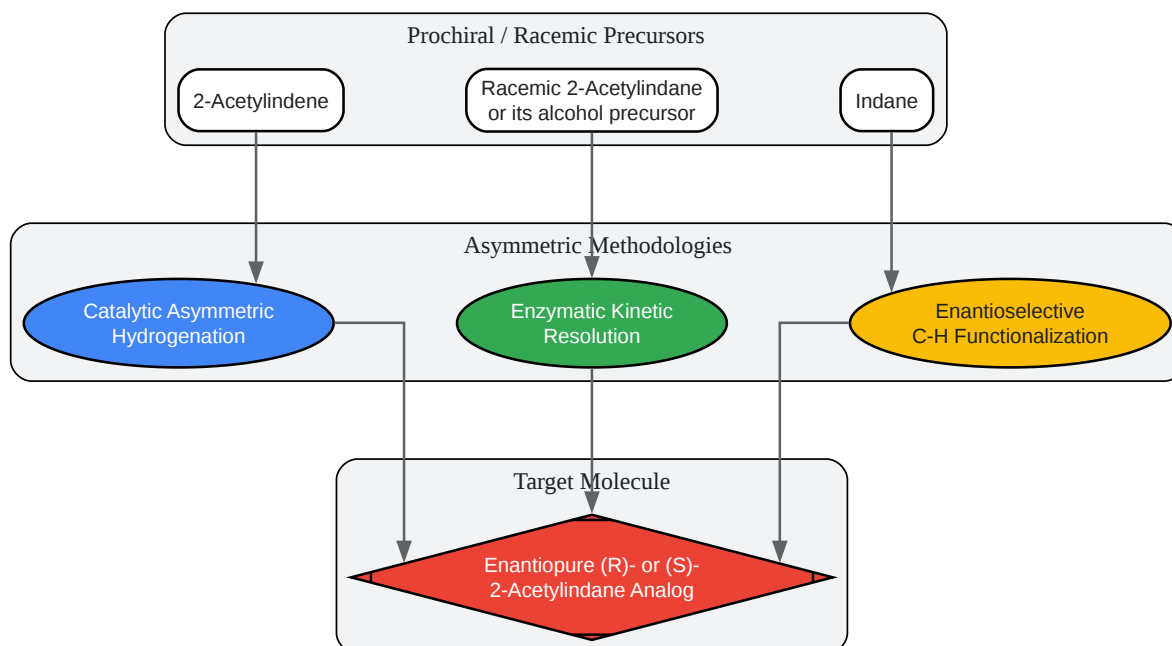 Prochiral / Racemic Precursors
2-Acetylindene
Racemic 2-Acetylindane
or its alcohol precursor
Indane
Asymmetric Methodologies
Catalytic Asymmetric
Hydrogenation
Enzymatic Kinetic
Resolution
Enantioselective
C-H Functionalization
Target Molecule
Enantiopure (R)- or (S)-
2-Acetylindane Analog